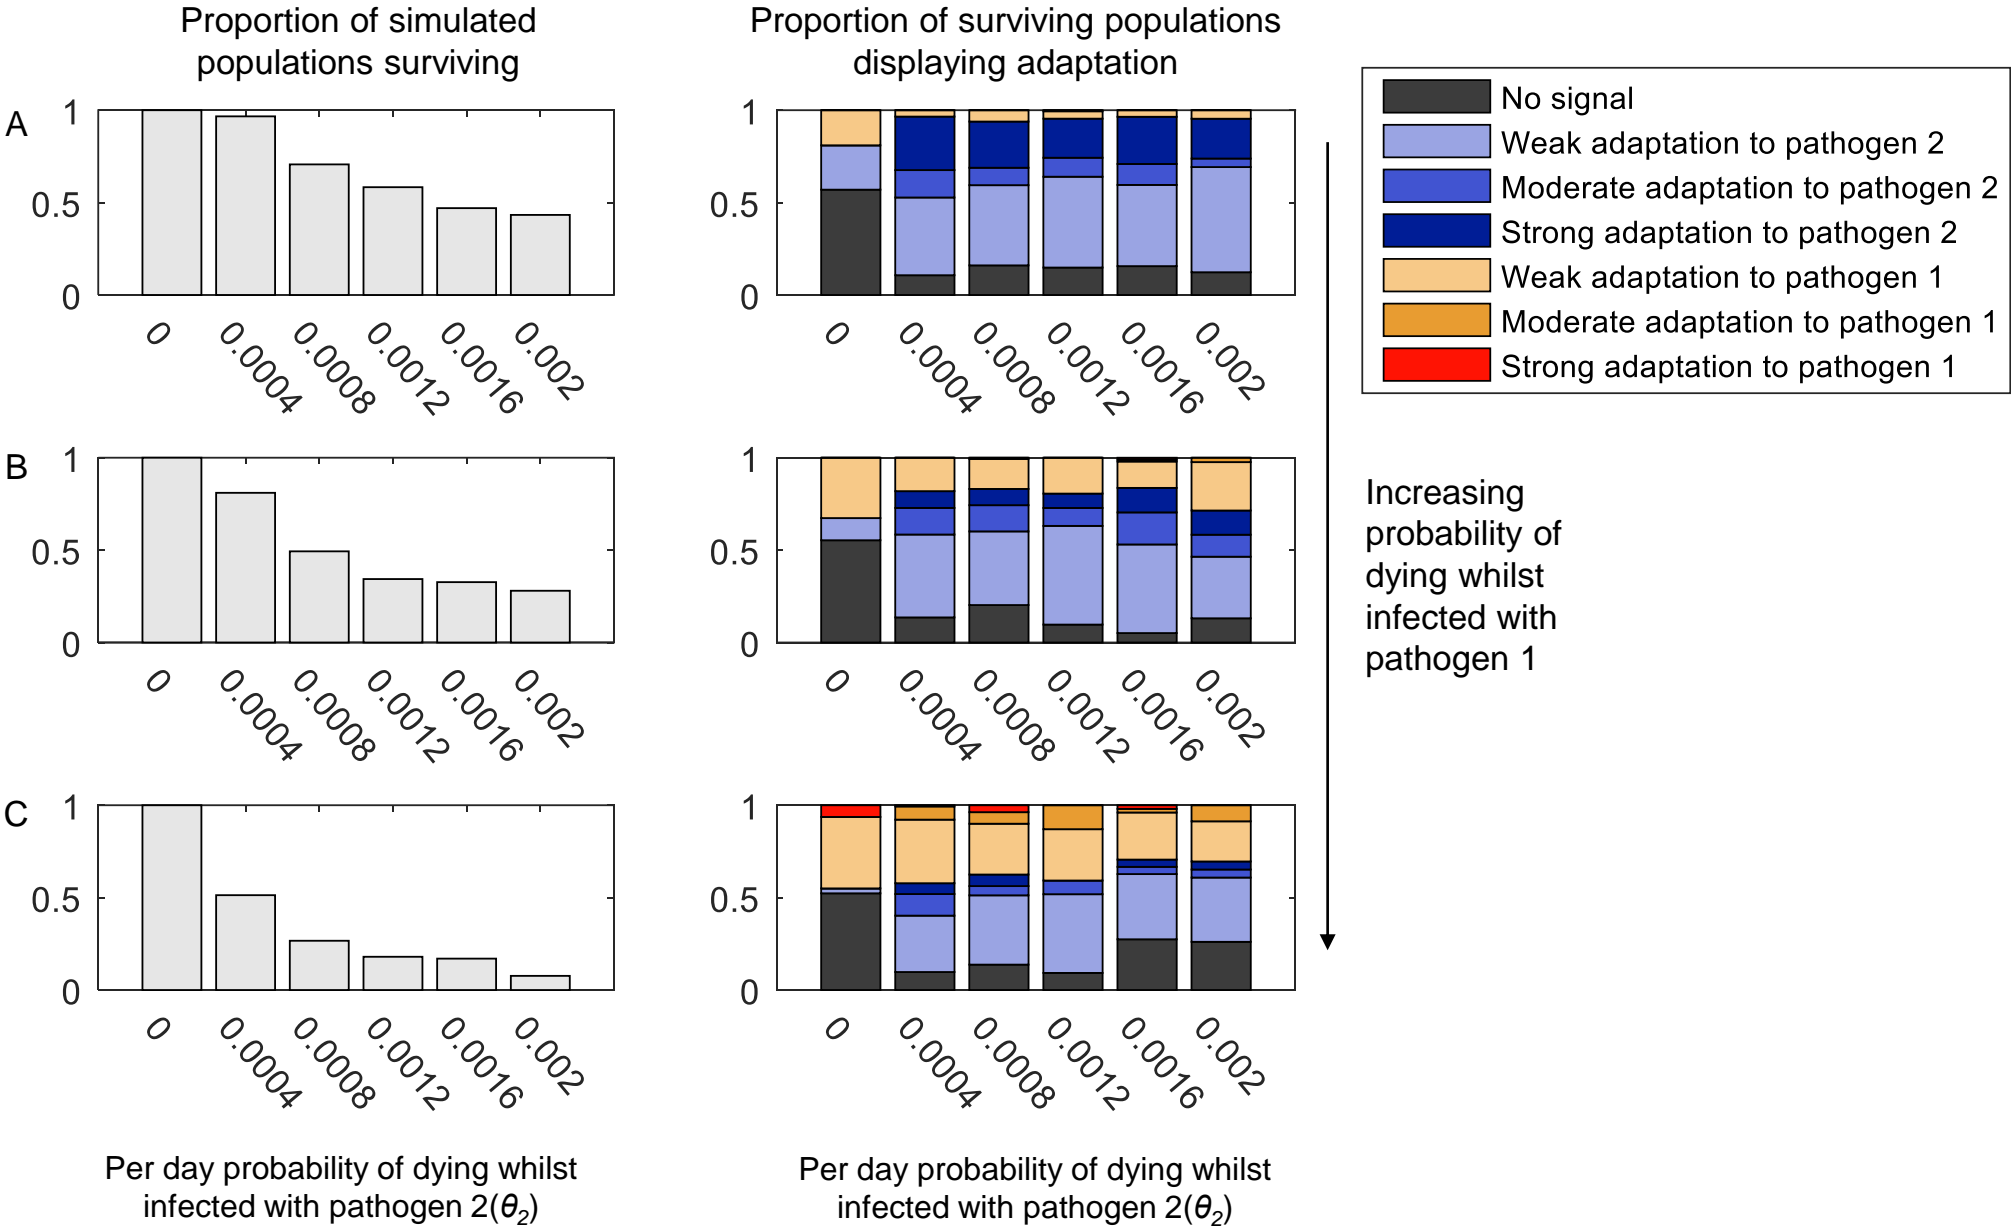 Proportion of simulated
populations surviving
Proportion of surviving populations
displaying adaptation
A
1
0.5
0
0
0.0004
0.0008
0.0012
0.0016
0.002
1
0.5
0
0
0.0004
0.0008
0.0012
0.0016
0.002
No signal
Weak adaptation to pathogen 2
Moderate adaptation to pathogen 2
Strong adaptation to pathogen 2
Weak adaptation to pathogen 1
Moderate adaptation to pathogen 1
Strong adaptation to pathogen 1
B
1
0.5
0
0
0.0004
0.0008
0.0012
0.0016
0.002
1
0.5
0
0
0.0004
0.0008
0.0012
0.0016
0.002
Increasing
probability of
dying whilst
infected with
pathogen 1
C
1
0.5
0
0
0.0004
0.0008
0.0012
0.0016
0.002
1
0.5
0
0
0.0004
0.0008
0.0012
0.0016
0.002
Per day probability of dying whilst
infected with pathogen 2(θ2)
Per day probability of dying whilst
infected with pathogen 2(θ2)